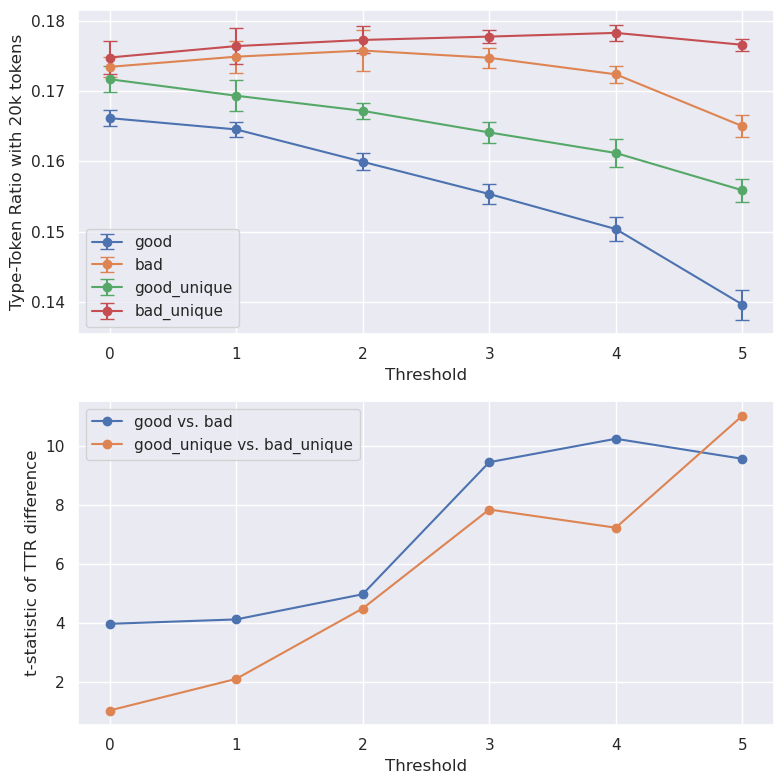 Type-Token Ratio with 20k tokens
0.18
0.17
0.16
0.15
0.14
good
bad
good_unique
bad_unique
0 1 2 3 4 5
Threshold
t-statistic of TTR difference
10
8
6
4
2
good vs. bad
good_unique vs. bad_unique
0 1 2 3 4 5
Threshold